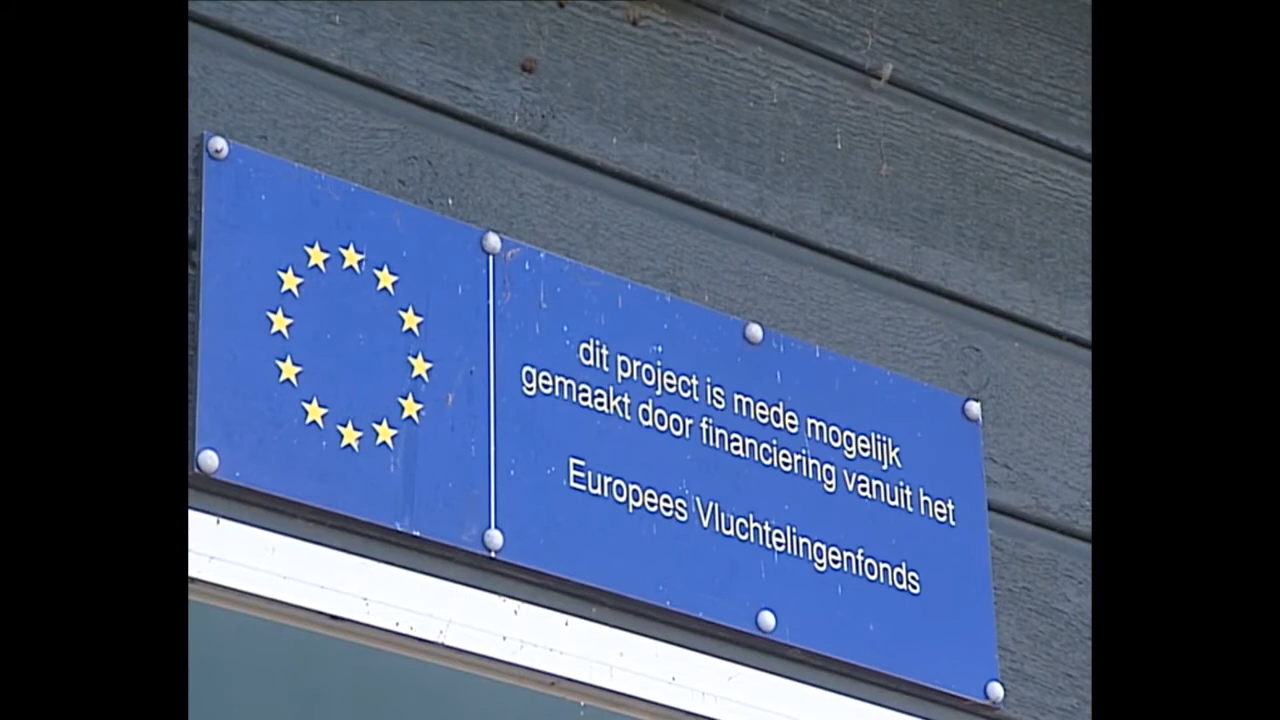 dit project is mede mogelijk
gemaakt door financiering vanuit het
Europees Vluchtelingenfonds